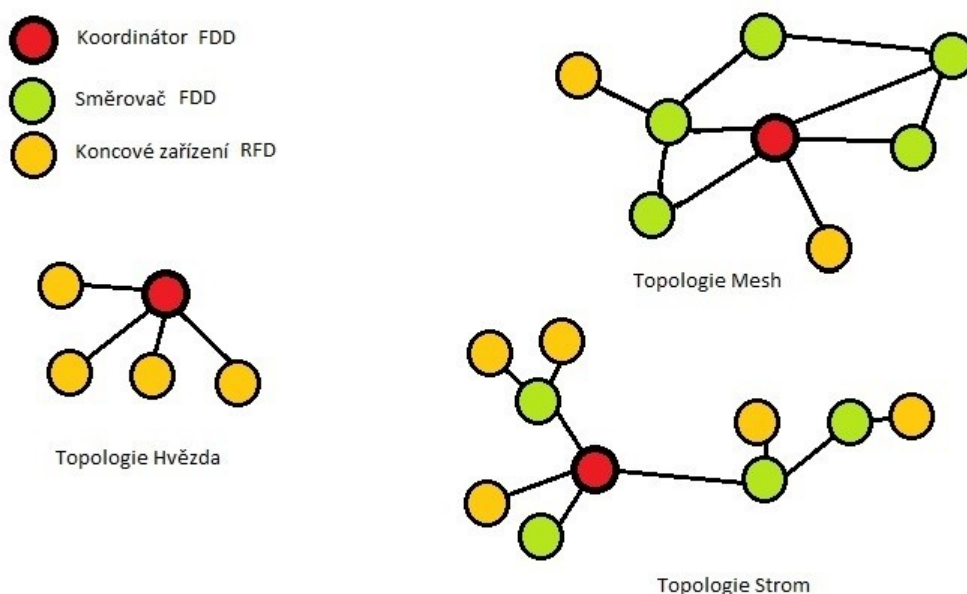 Koordinátor FDD
Směrovač FDD
Koncové zařízení RFD
Topologie Mesh
Topologie Hvězda
Topologie Strom